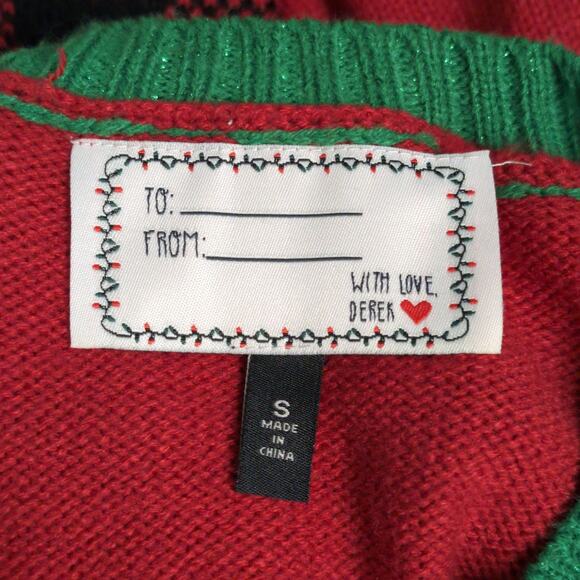 TO:
FROM:
WITH LOVE,
DEREK
S
MADE
IN
CHINA